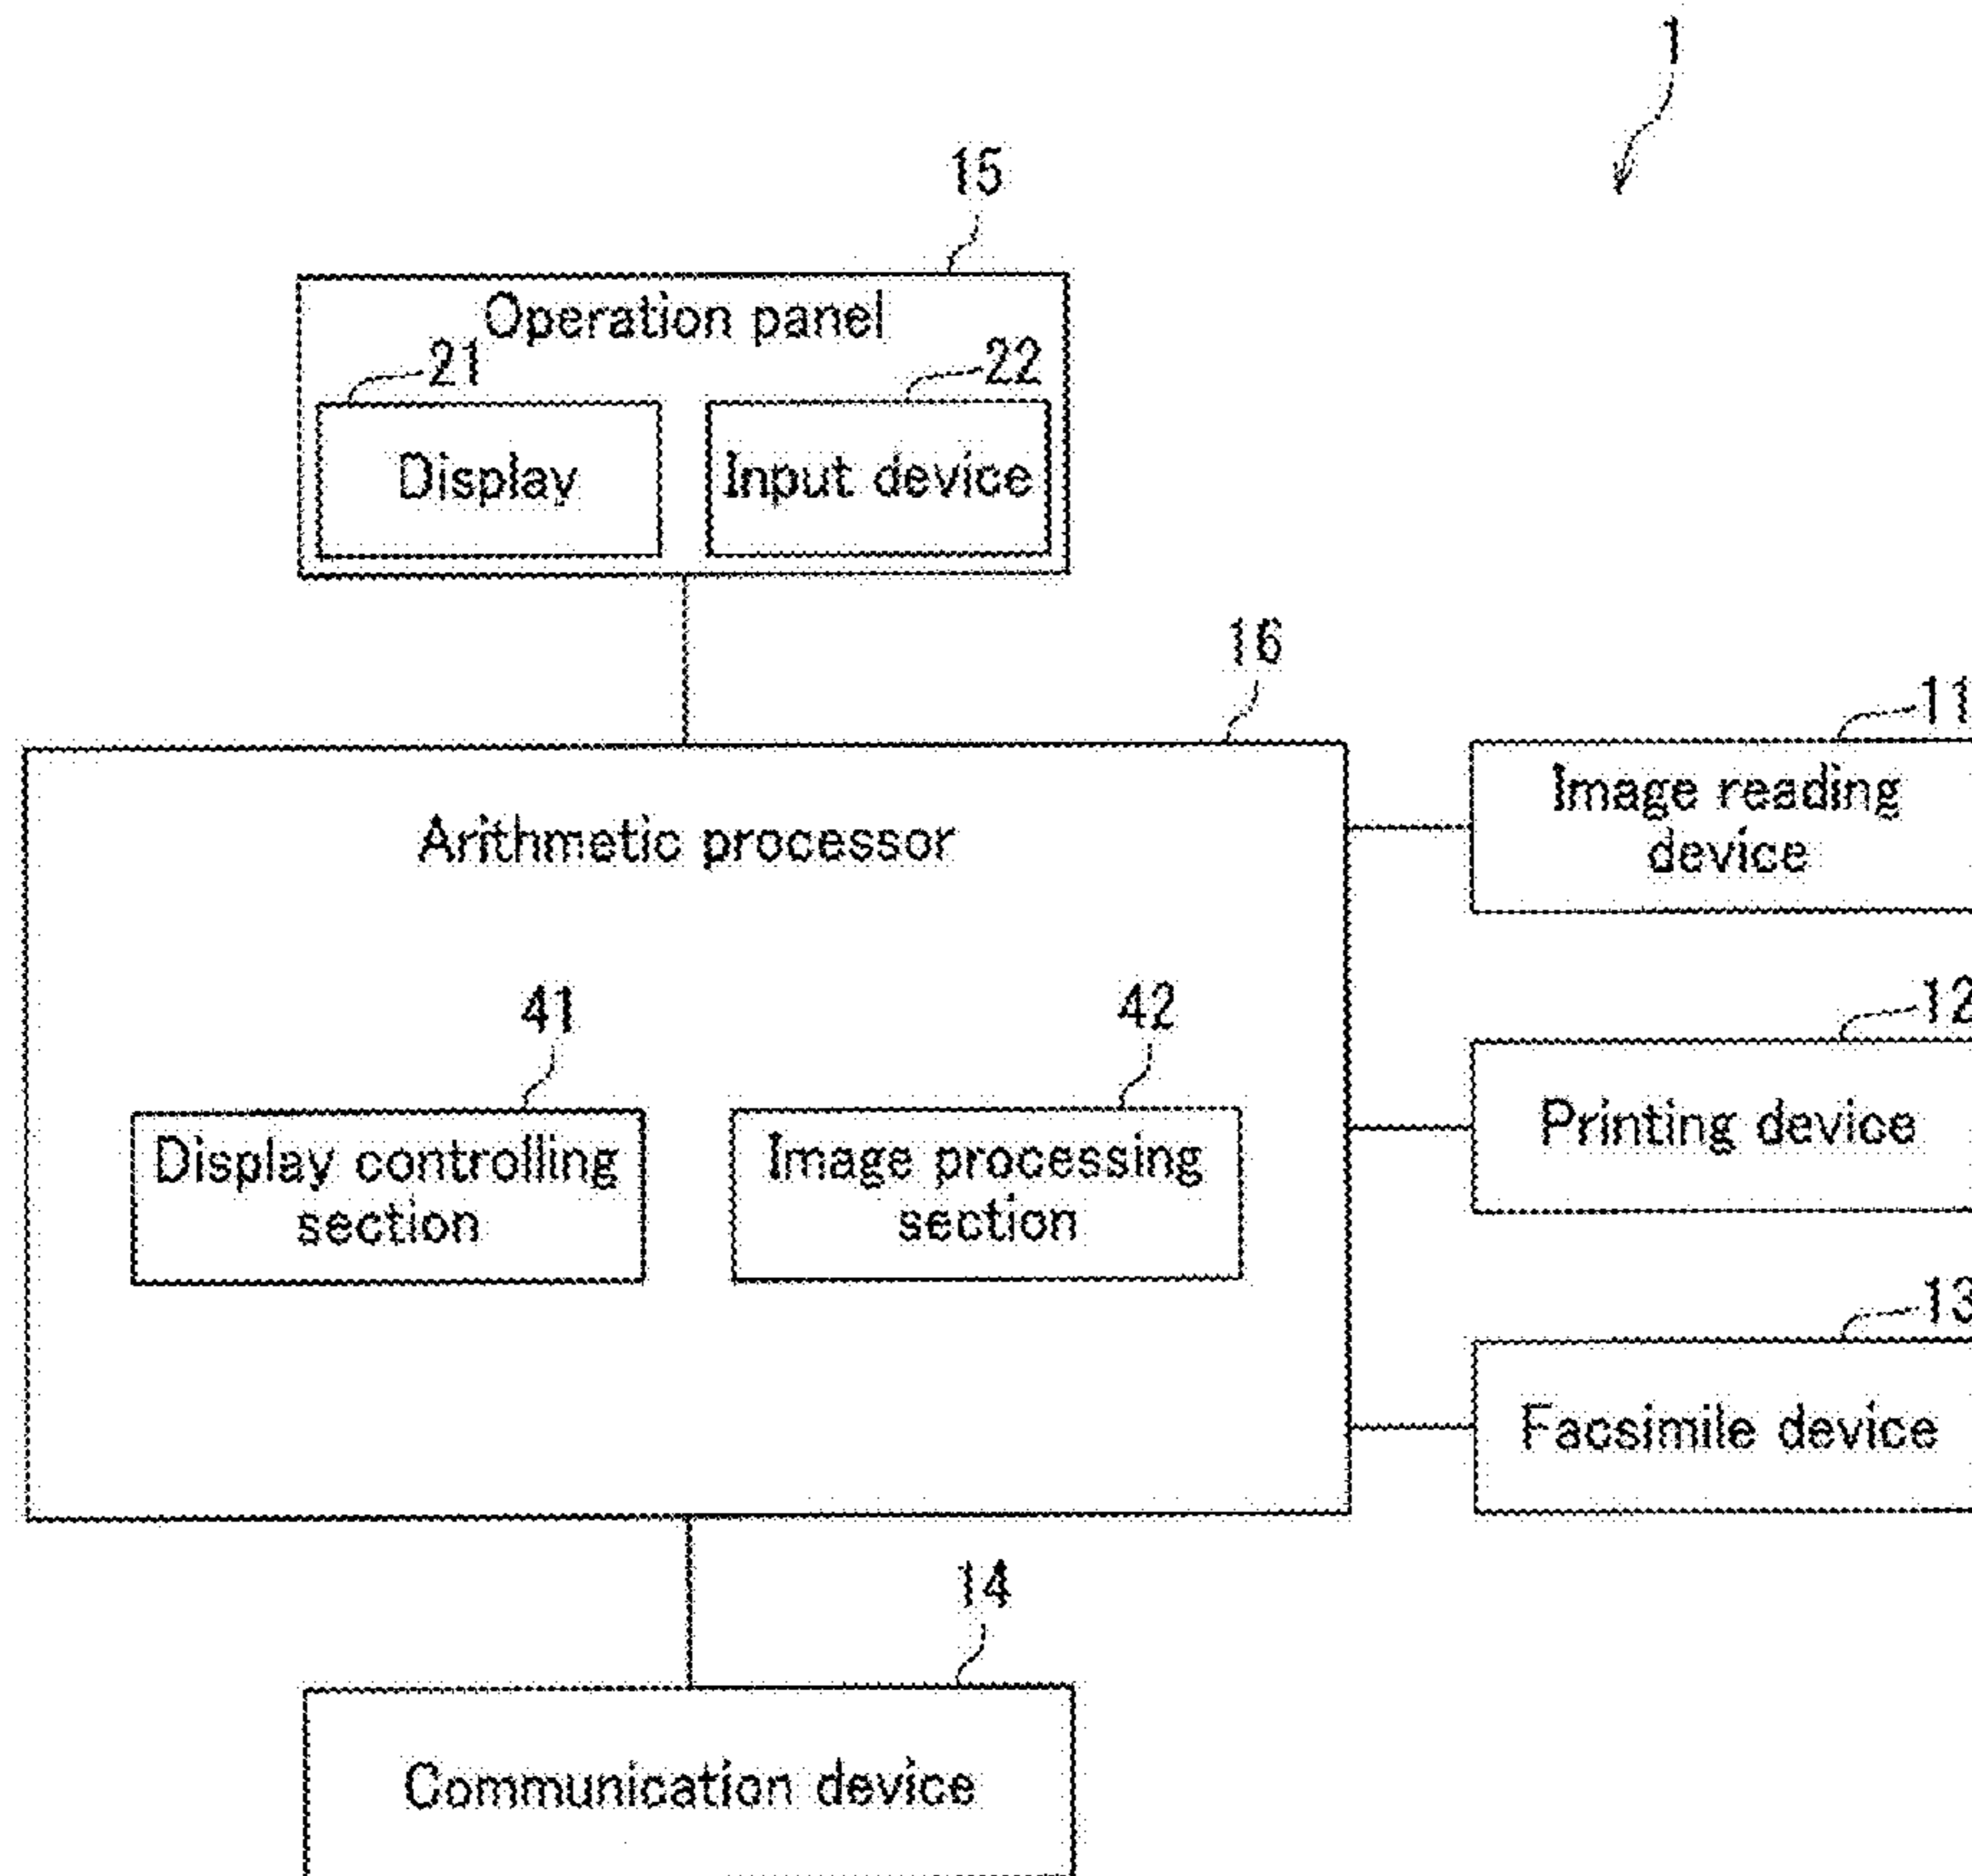 1
15
Operation panel
21
22
Display
Input device
16
11
Arithmetic processor
Image reading
device
41
42
12
Display controlling
section
Image processing
section
Printing device
13
Facsimile device
14
Communication device